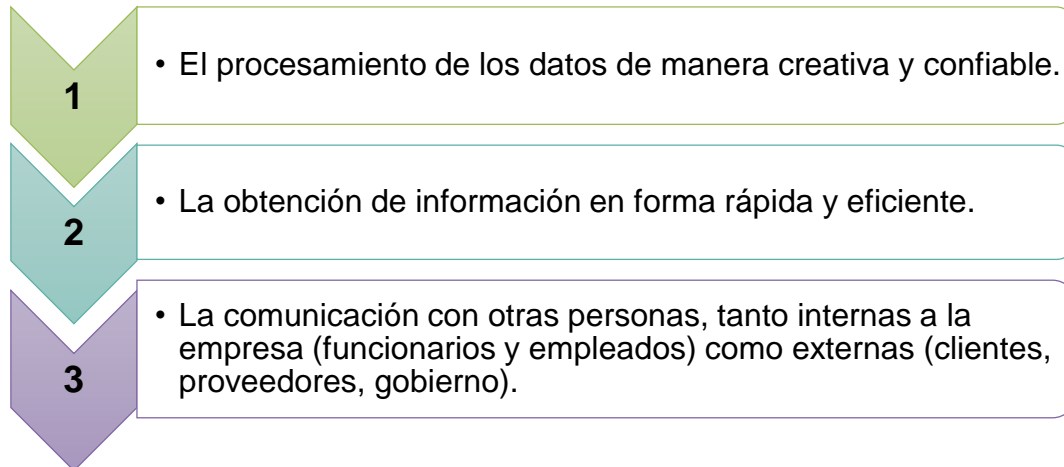 1
• El procesamiento de los datos de manera creativa y confiable.
2
• La obtención de información en forma rápida y eficiente.
3
• La comunicación con otras personas, tanto internas a la
empresa (funcionarios y empleados) como externas (clientes,
proveedores, gobierno).